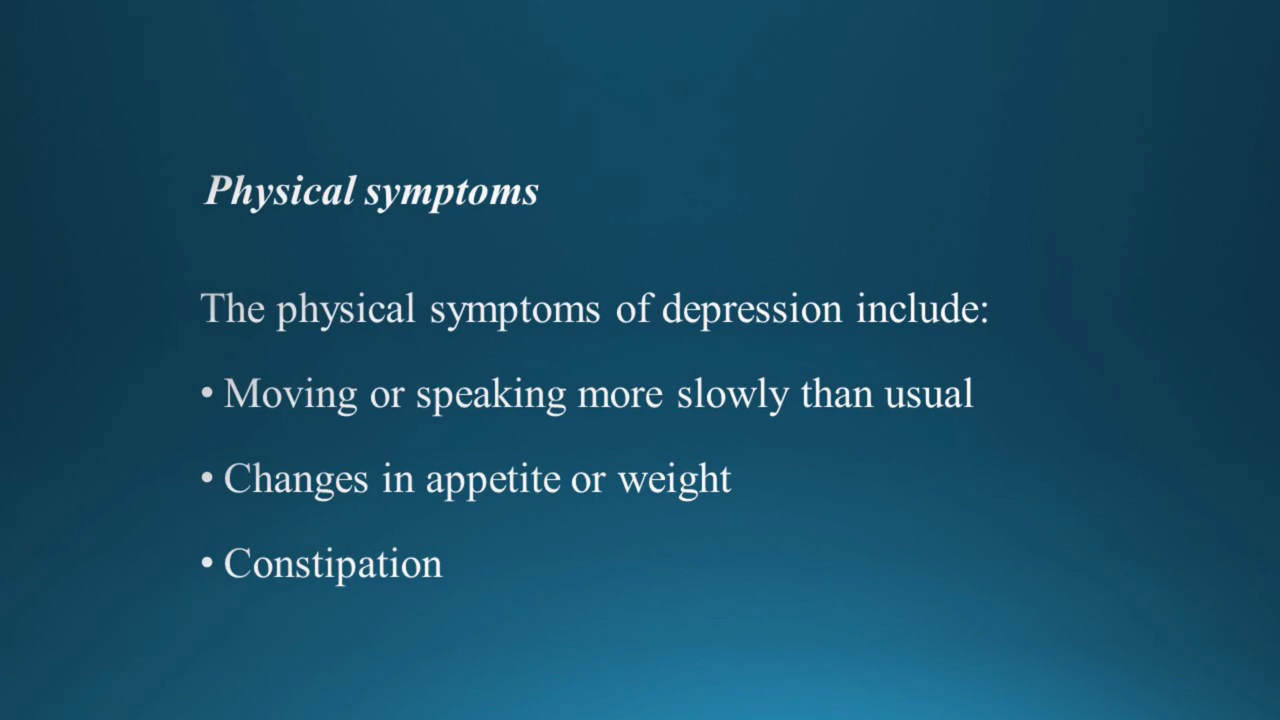 Physical symptoms
The physical symptoms of depression include:
• Moving or speaking more slowly than usual
• Changes in appetite or weight
• Constipation